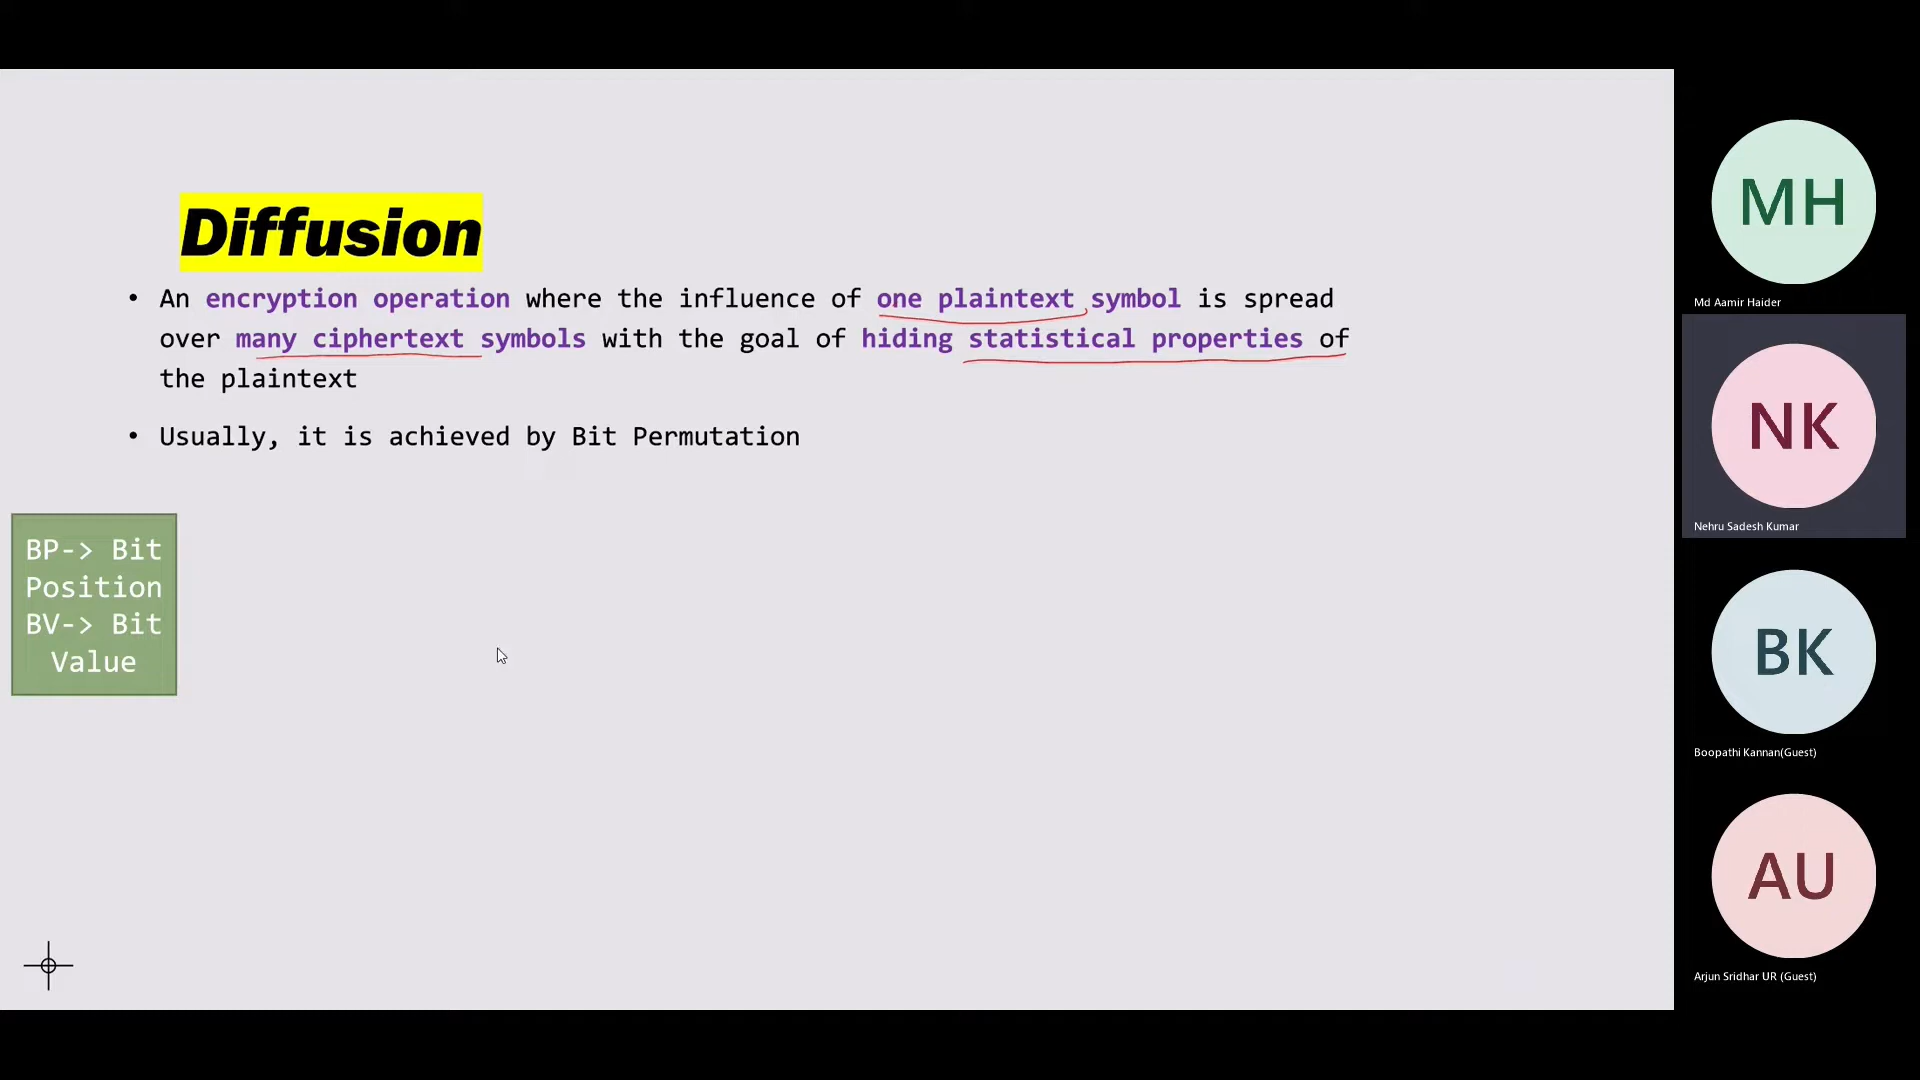 Diffusion
• An encryption operation where the influence of one plaintext symbol is spread
over many ciphertext symbols with the goal of hiding statistical properties of
the plaintext
• Usually, it is achieved by Bit Permutation
BP-> Bit
Position
BV-> Bit
Value
MH
Md Aamir Haider
NK
Nehru Sadesh Kumar
BK
Boopathi Kannan(Guest)
AU
Arjun Sridhar UR (Guest)